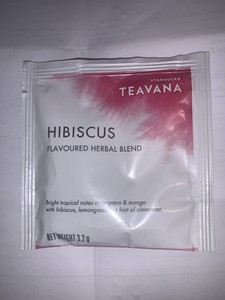 STARBUCKS
TEAVANA
HIBISCUS
FLAVOURED HERBAL BLEND
Bright tropical notes of papaya & mango
with hibiscus, lemongrass hint of cinnamon.
NET WEIGHT 3.2 g